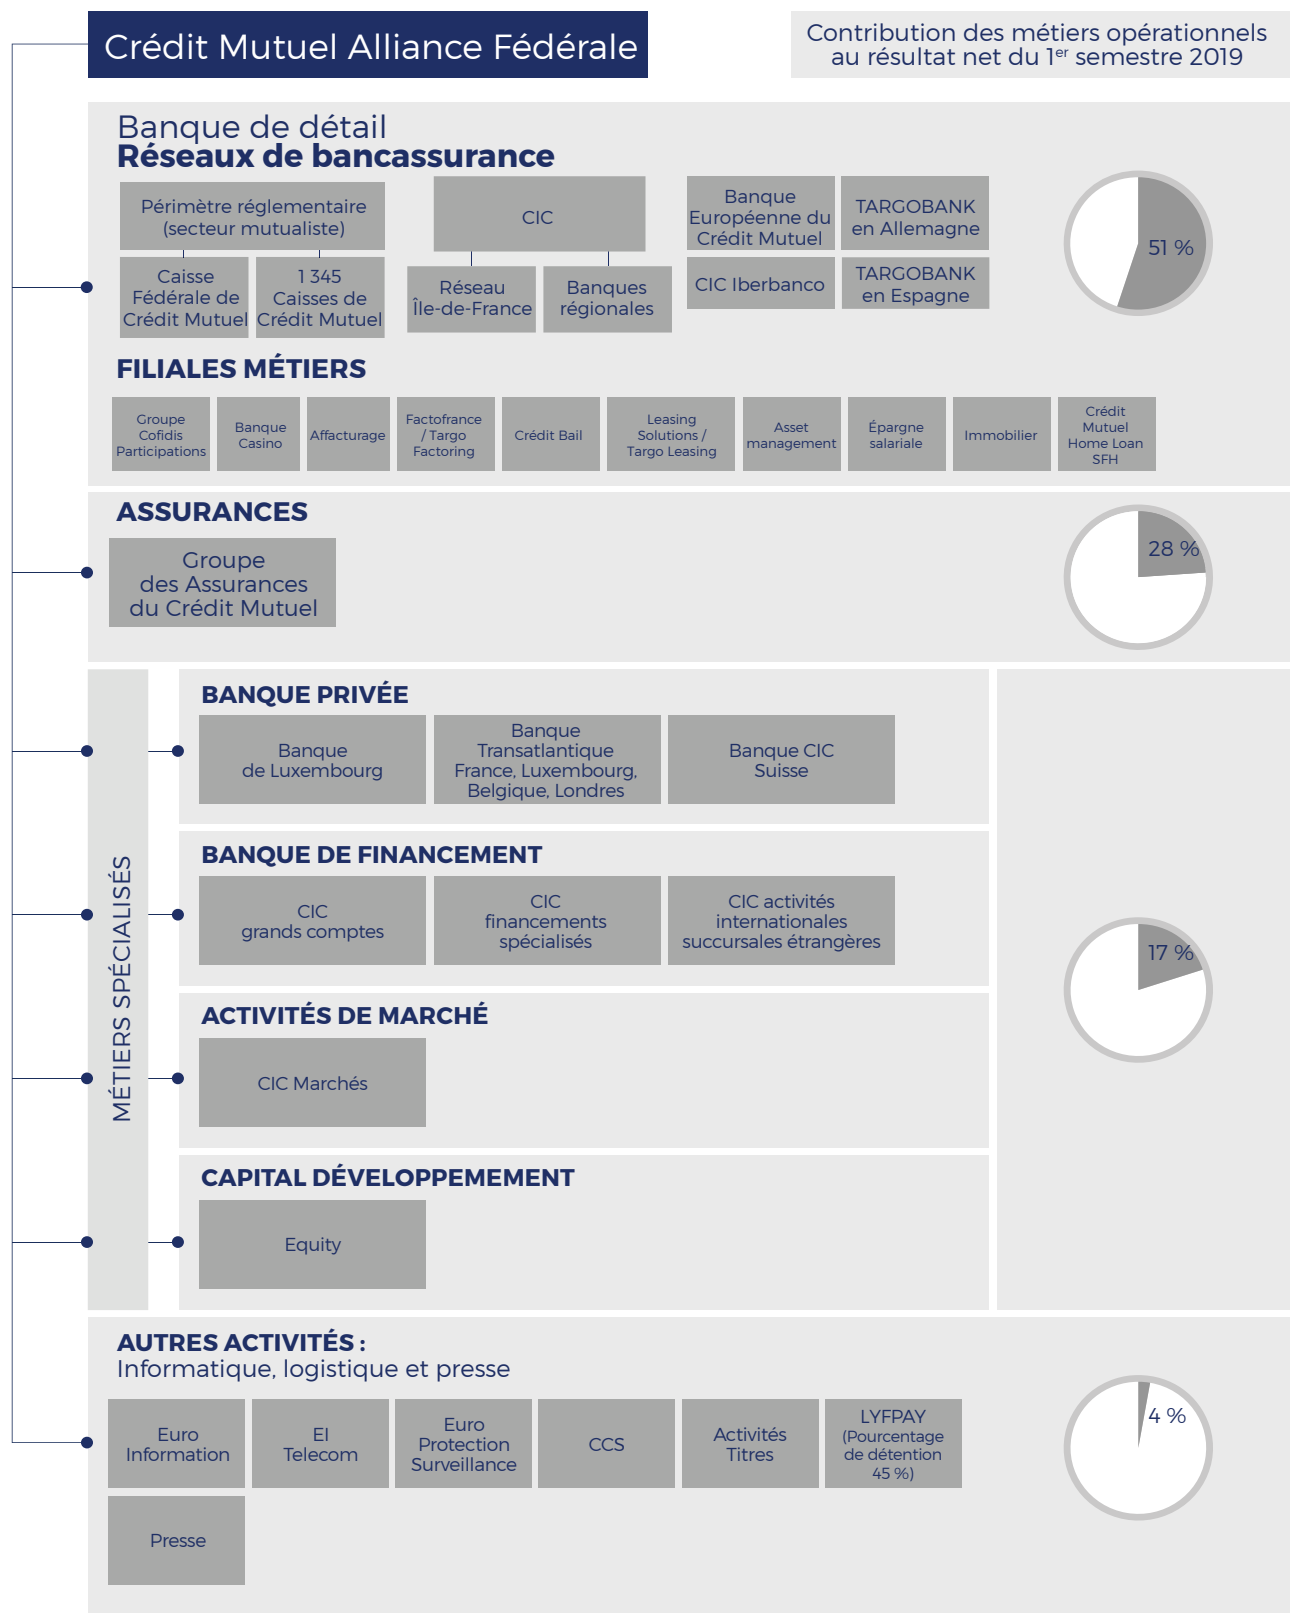 Crédit Mutuel Alliance Fédérale
Contribution des métiers opérationnels
au résultat net du 1er semestre 2019
Banque de détail
Réseaux de bancassurance
Périmètre réglementaire
(secteur mutualiste)
Caisse
Fédérale de
Crédit Mutuel
1 345
Caisses de
Crédit Mutuel
CIC
Réseau
Île-de-France
Banques
régionales
Banque
Européenne du
Crédit Mutuel
TARGOBANK
en Allemagne
CIC Iberbanco
TARGOBANK
en Espagne
51 %
FILIALES MÉTIERS
Groupe
Cofidis
Participations
Banque
Casino
Affacturage
Factofrance
/ Targo
Factoring
Crédit Bail
Leasing
Solutions /
Targo Leasing
Asset
management
Épargne
salariale
Immobilier
Crédit
Mutuel
Home Loan
SFH
ASSURANCES
Groupe
des Assurances
du Crédit Mutuel
28 %
MÉTIERS SPÉCIALISÉS
BANQUE PRIVÉE
Banque
de Luxembourg
Banque
Transatlantique
France, Luxembourg,
Belgique, Londres
Banque CIC
Suisse
BANQUE DE FINANCEMENT
CIC
grands comptes
CIC
financements
spécialisés
CIC activités
internationales
succursales étrangères
17 %
ACTIVITÉS DE MARCHÉ
CIC Marchés
CAPITAL DÉVELOPPEMEMENT
Equity
AUTRES ACTIVITÉS :
Informatique, logistique et presse
Euro
Information
EI
Telecom
Euro
Protection
Surveillance
CCS
Activités
Titres
LYFPAY
(Pourcentage
de détention
45 %)
4 %
Presse